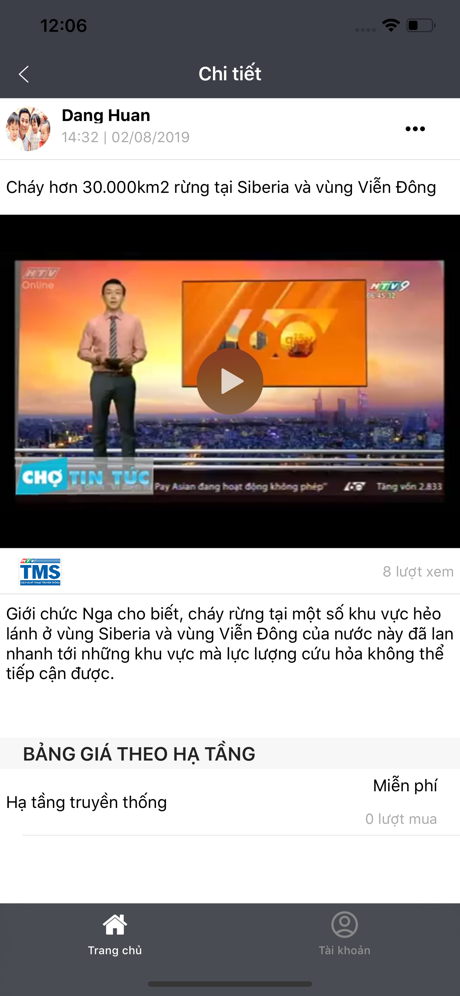 12:06
Chi tiết
Dang Huan
14:32 | 02/08/2019
Cháy hơn 30.000km2 rừng tại Siberia và vùng Viễn Đông
HTV
Online
HTV9
06:45:32
60 giây
CHỢ TIN TỨC
Pay Asian đang hoạt động không phép"
60
Tăng vốn 2.833
HTV
TMS
8 lượt xem
Giới chức Nga cho biết, cháy rừng tại một số khu vực hẻo
lánh ở vùng Siberia và vùng Viễn Đông của nước này đã lan
nhanh tới những khu vực mà lực lượng cứu hỏa không thể
tiếp cận được.
BẢNG GIÁ THEO HẠ TẦNG
Miễn phí
Hạ tầng truyền thống
0 lượt mua
Trang chủ
Tài khoản